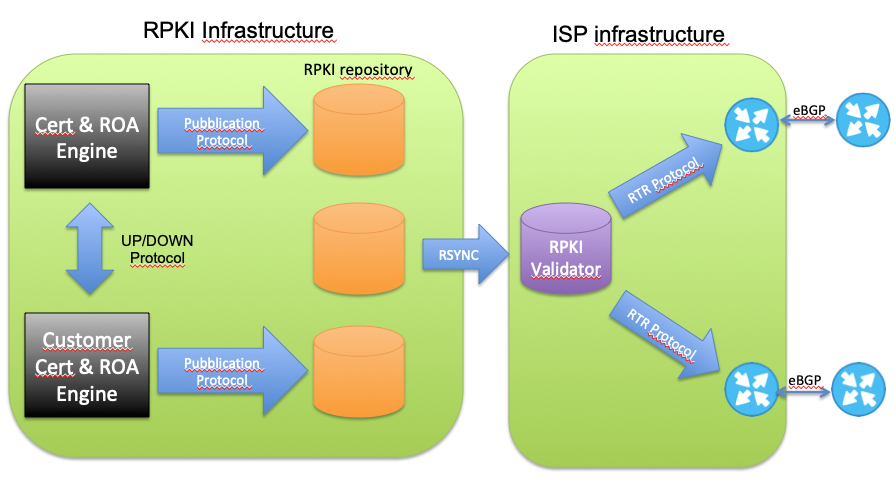 RPKI Infrastructure
ISP infrastructure
RPKI repository
Cert & ROA
Engine
Pubblication
Protocol
UP/DOWN
Protocol
Customer
Cert & ROA
Engine
Pubblication
Protocol
RSYNC
RPKI
Validator
RTR Protocol
RTR Protocol
eBGP
eBGP